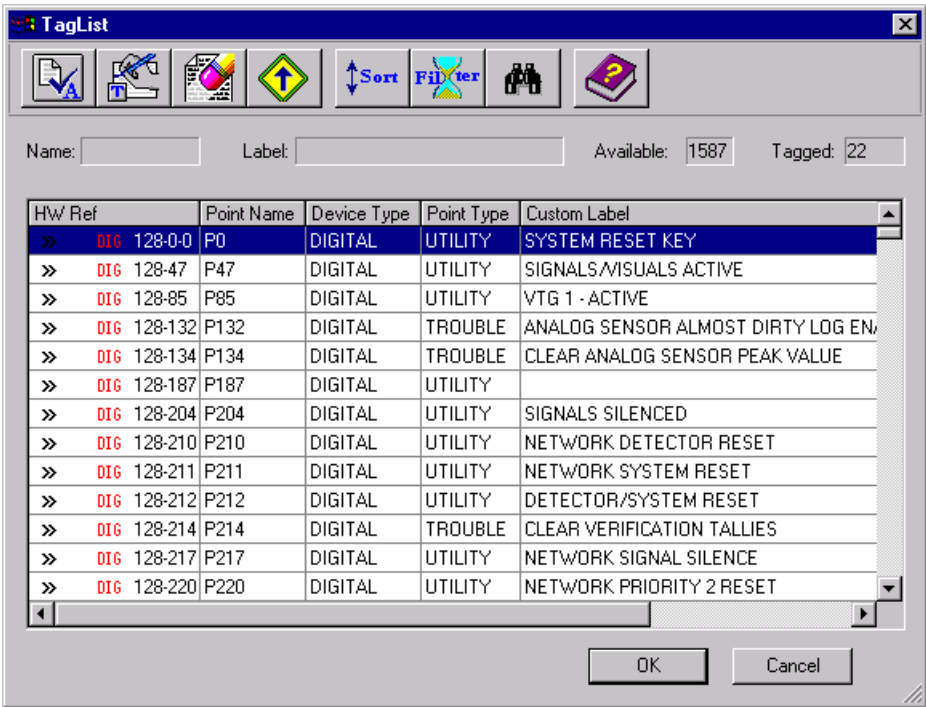 TagList
Sort Filter
Name: Label: Available: 1587 Tagged: 22
HW Ref Point Name Device Type Point Type Custom Label
» DIG 128-0-0 P0 DIGITAL UTILITY SYSTEM RESET KEY
» DIG 128-47 P47 DIGITAL UTILITY SIGNALS/VISUALS ACTIVE
» DIG 128-85 P85 DIGITAL UTILITY VTG 1 - ACTIVE
» DIG 128-132 P132 DIGITAL TROUBLE ANALOG SENSOR ALMOST DIRTY LOG EN
» DIG 128-134 P134 DIGITAL TROUBLE CLEAR ANALOG SENSOR PEAK VALUE
» DIG 128-187 P187 DIGITAL UTILITY
» DIG 128-204 P204 DIGITAL UTILITY SIGNALS SILENCED
» DIG 128-210 P210 DIGITAL UTILITY NETWORK DETECTOR RESET
» DIG 128-211 P211 DIGITAL UTILITY NETWORK SYSTEM RESET
» DIG 128-212 P212 DIGITAL UTILITY DETECTOR/SYSTEM RESET
» DIG 128-214 P214 DIGITAL TROUBLE CLEAR VERIFICATION TALLIES
» DIG 128-217 P217 DIGITAL UTILITY NETWORK SIGNAL SILENCE
» DIG 128-220 P220 DIGITAL UTILITY NETWORK PRIORITY 2 RESET
OK Cancel